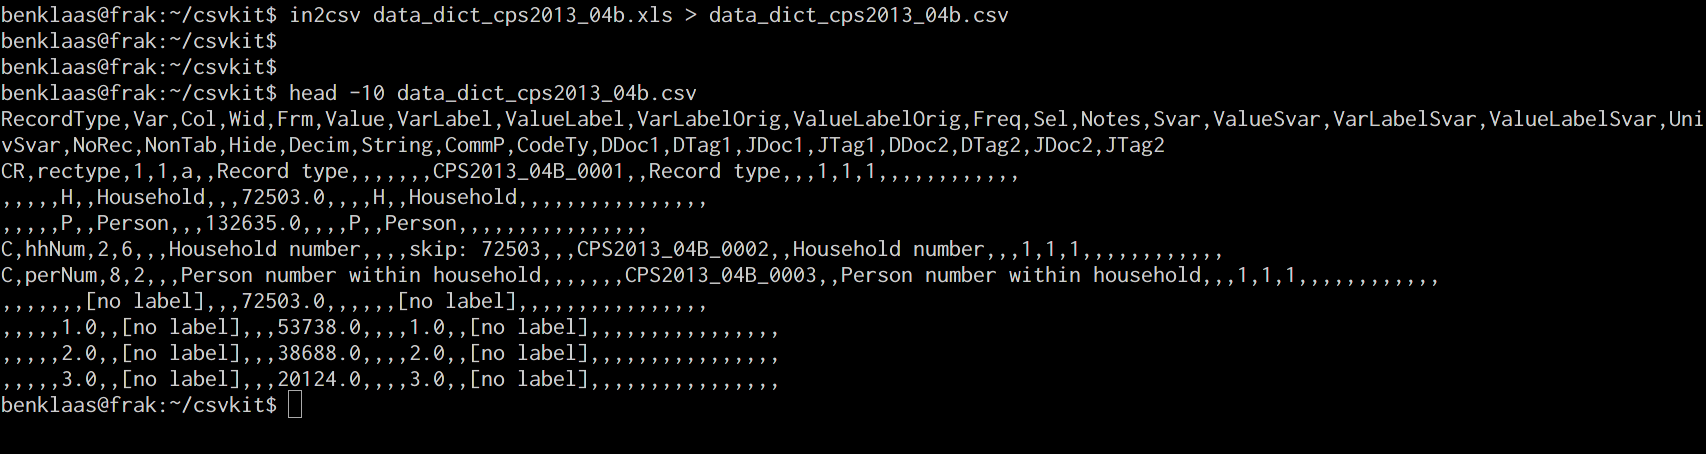 benklaas@frak:~/csvkit$ in2csv data_dict_cps2013_04b.xls > data_dict_cps2013_04b.csv
benklaas@frak:~/csvkit$
benklaas@frak:~/csvkit$
benklaas@frak:~/csvkit$ head -10 data_dict_cps2013_04b.csv
RecordType,Var,Col,Wid,Frm,Value,VarLabel,ValueLabel,VarLabelOrig,ValueLabelOrig,Freq,Sel,Notes,Svar,ValueSvar,VarLabelSvar,ValueLabelSvar,Uni
vSvar,NoRec,NonTab,Hide,Decim,String,CommP,CodeTy,DDoc1,DTag1,JDoc1,JTag1,DDoc2,DTag2,JDoc2,JTag2
CR,rectype,1,1,a,,Record type,,,,,,,CPS2013_04B_0001,,Record type,,,1,1,1,,,,,,,,,,,,
,,,,,H,,Household,,,72503.0,,,,H,,Household,,,,,,,,,,,,,,,,
,,,,,P,,Person,,,132635.0,,,,P,,Person,,,,,,,,,,,,,,,,
C,hhNum,2,6,,,Household number,,,,skip: 72503,,,CPS2013_04B_0002,,Household number,,,1,1,1,,,,,,,,,,,,
C,perNum,8,2,,,Person number within household,,,,,,,CPS2013_04B_0003,,Person number within household,,,1,1,1,,,,,,,,,,,,
,,,,,,,[no label],,,72503.0,,,,,,[no label],,,,,,,,,,,,,,,,
,,,,,1.0,,[no label],,,53738.0,,,,1.0,,[no label],,,,,,,,,,,,,,,,
,,,,,2.0,,[no label],,,38688.0,,,,2.0,,[no label],,,,,,,,,,,,,,,,
,,,,,3.0,,[no label],,,20124.0,,,,3.0,,[no label],,,,,,,,,,,,,,,,
benklaas@frak:~/csvkit$